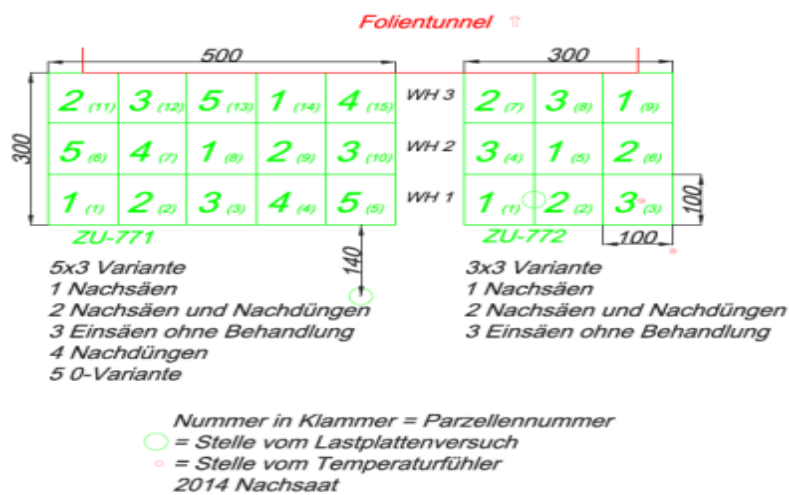 Folientunnel ⇧
500 300
2 (11) 3 (12) 5 (13) 1 (14) 4 (15) WH 3 2 (7) 3 (8) 1 (9)
300 5 (6) 4 (7) 1 (8) 2 (9) 3 (10) WH 2 3 (4) 1 (5) 2 (6)
1 (1) 2 (2) 3 (3) 4 (4) 5 (5) WH 1 1 (1) 2 (2) 3 (3) 100
ZU-771 140 ZU-772 100
5x3 Variante
1 Nachsäen
2 Nachsäen und Nachdüngen
3 Einsäen ohne Behandlung
4 Nachdüngen
5 0-Variante
3x3 Variante
1 Nachsäen
2 Nachsäen und Nachdüngen
3 Einsäen ohne Behandlung
Nummer in Klammer = Parzellennummer
= Stelle vom Lastplattenversuch
= Stelle vom Temperaturfühler
2014 Nachsaat